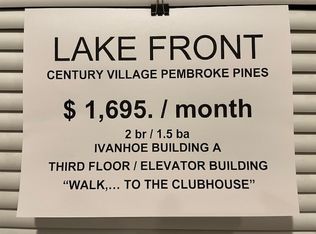 LAKE FRONT
CENTURY VILLAGE PEMBROKE PINES
$ 1,695. / month
2 br / 1.5 ba
IVANHOE BUILDING A
THIRD FLOOR / ELEVATOR BUILDING
“WALK,... TO THE CLUBHOUSE”